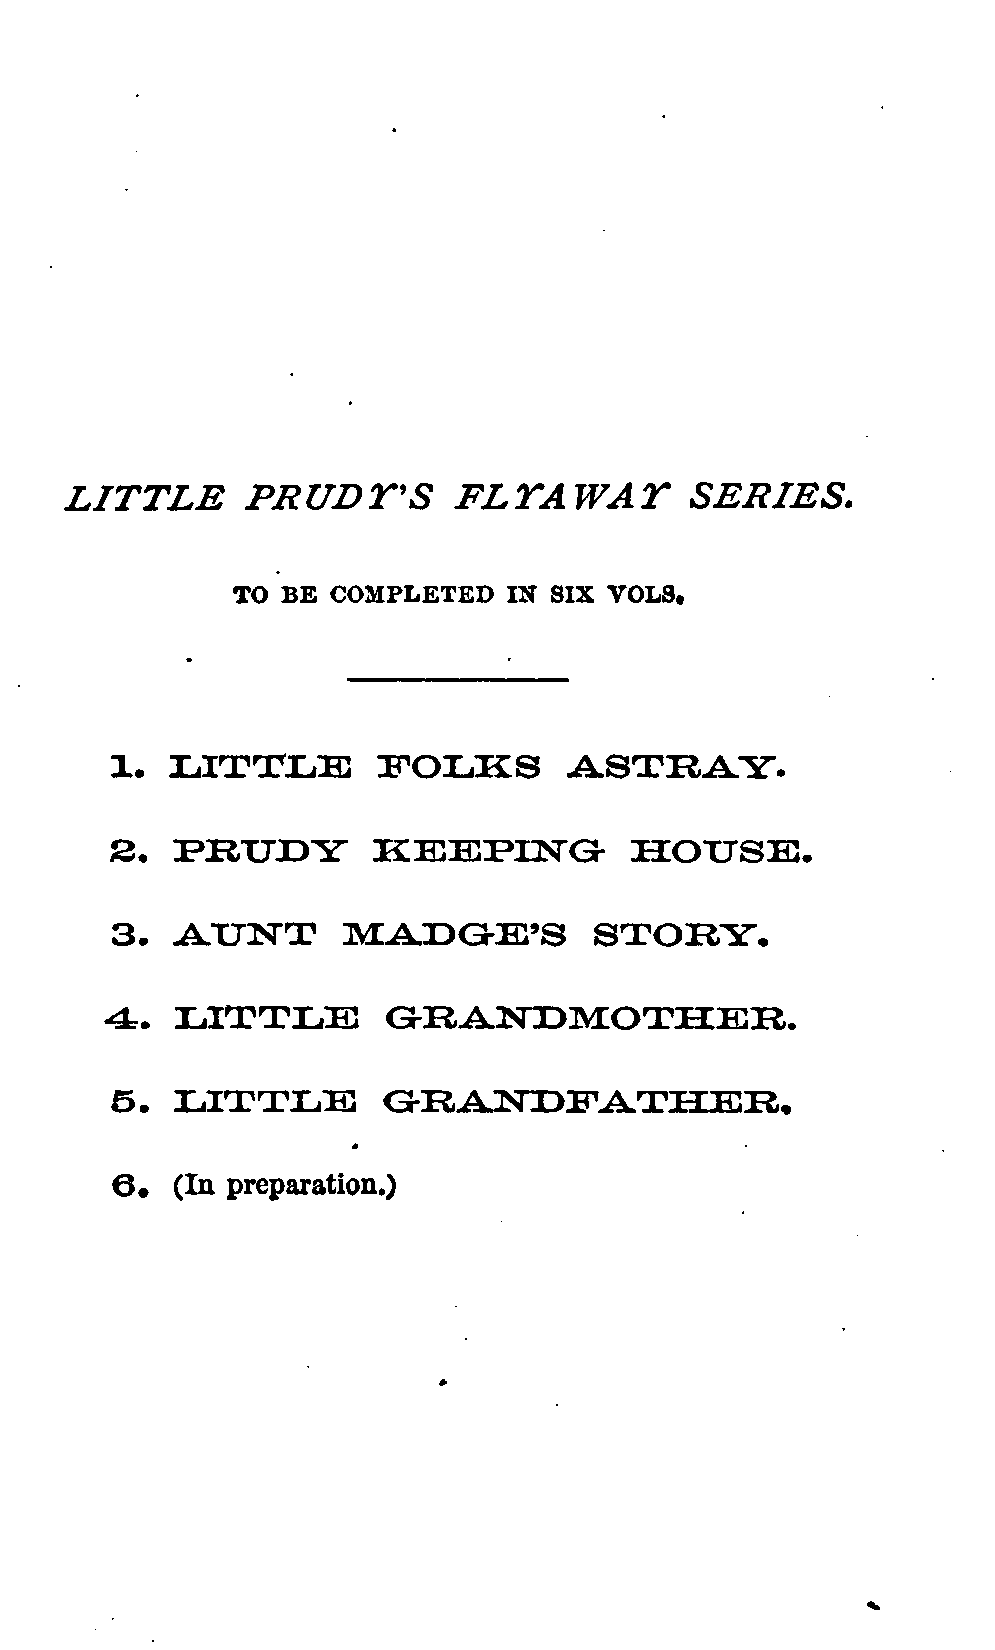 LITTLE PRUDY'S FLYAWAY SERIES.
TO BE COMPLETED IN SIX VOLS.
1. LITTLE FOLKS ASTRAY.
2. PRUDY KEEPING HOUSE.
3. AUNT MADGE'S STORY.
4. LITTLE GRANDMOTHER.
5. LITTLE GRANDFATHER.
6. (In preparation.)